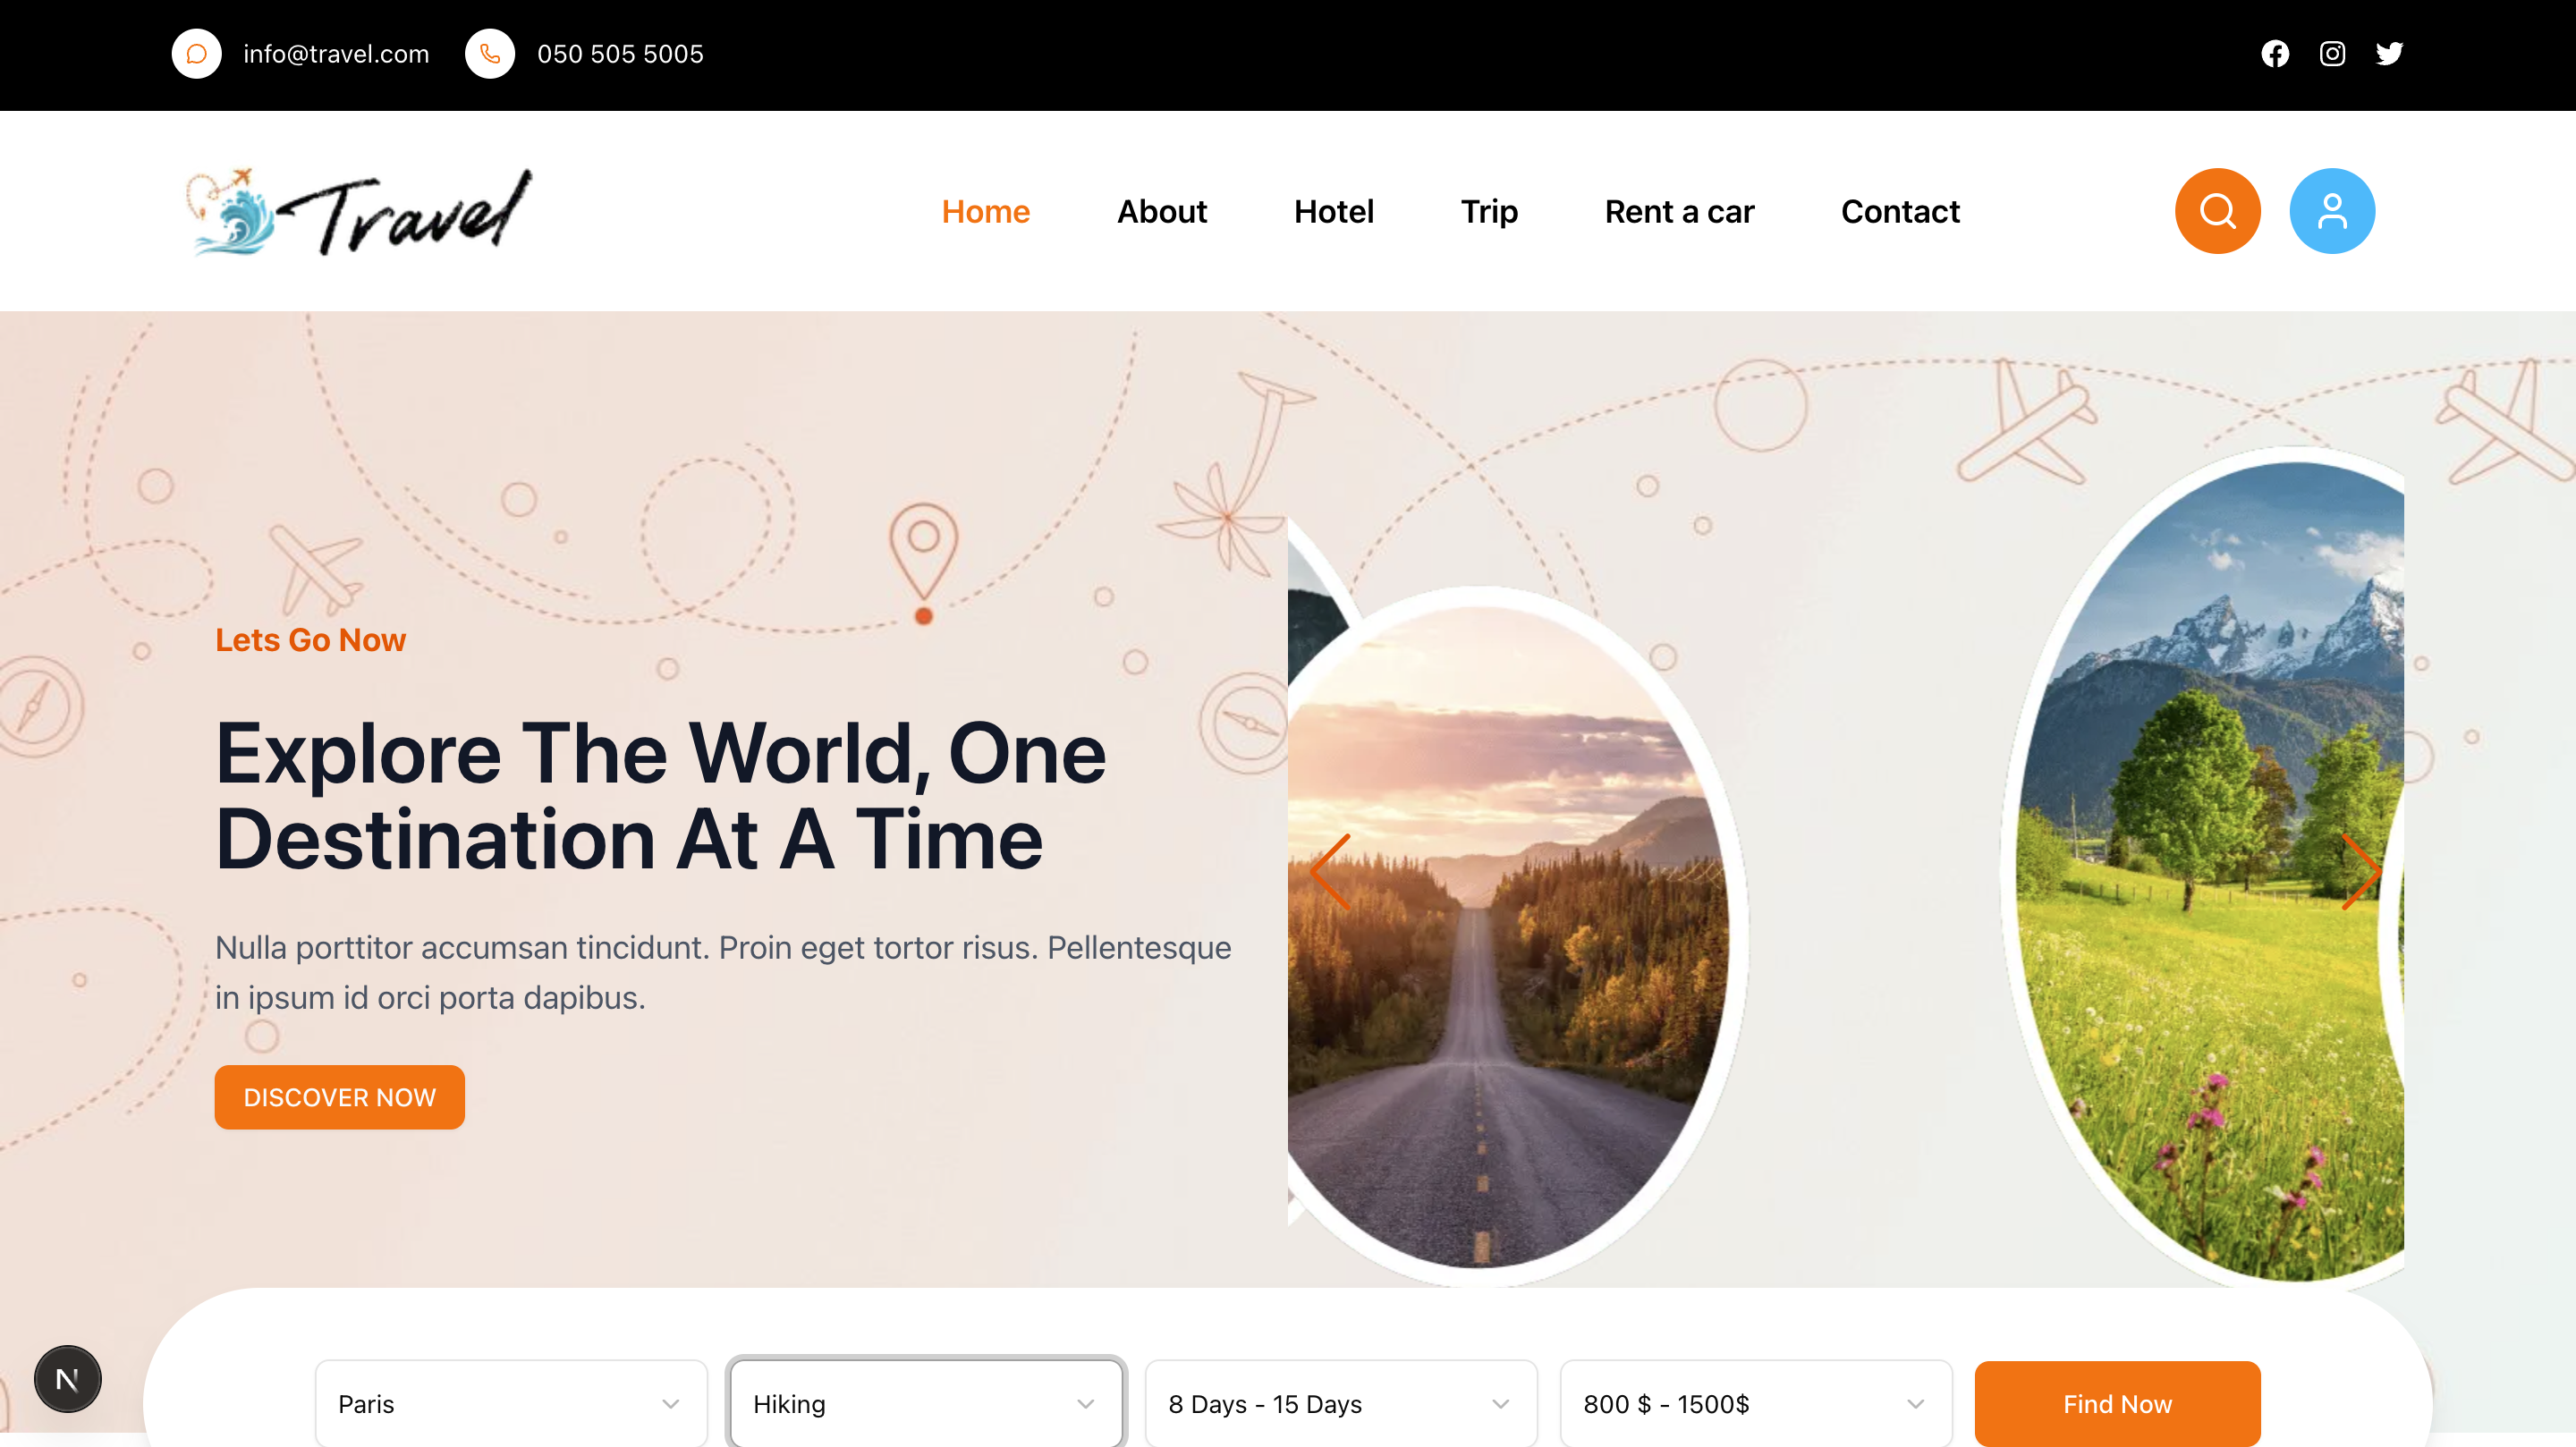 info@travel.com
050 505 5005
Travel
Home
About
Hotel
Trip
Rent a car
Contact
Lets Go Now
Explore The World, One
Destination At A Time
Nulla porttitor accumsan tincidunt. Proin eget tortor risus. Pellentesque
in ipsum id orci porta dapibus.
DISCOVER NOW
N
Paris
Hiking
8 Days - 15 Days
800 $ - 1500$
Find Now